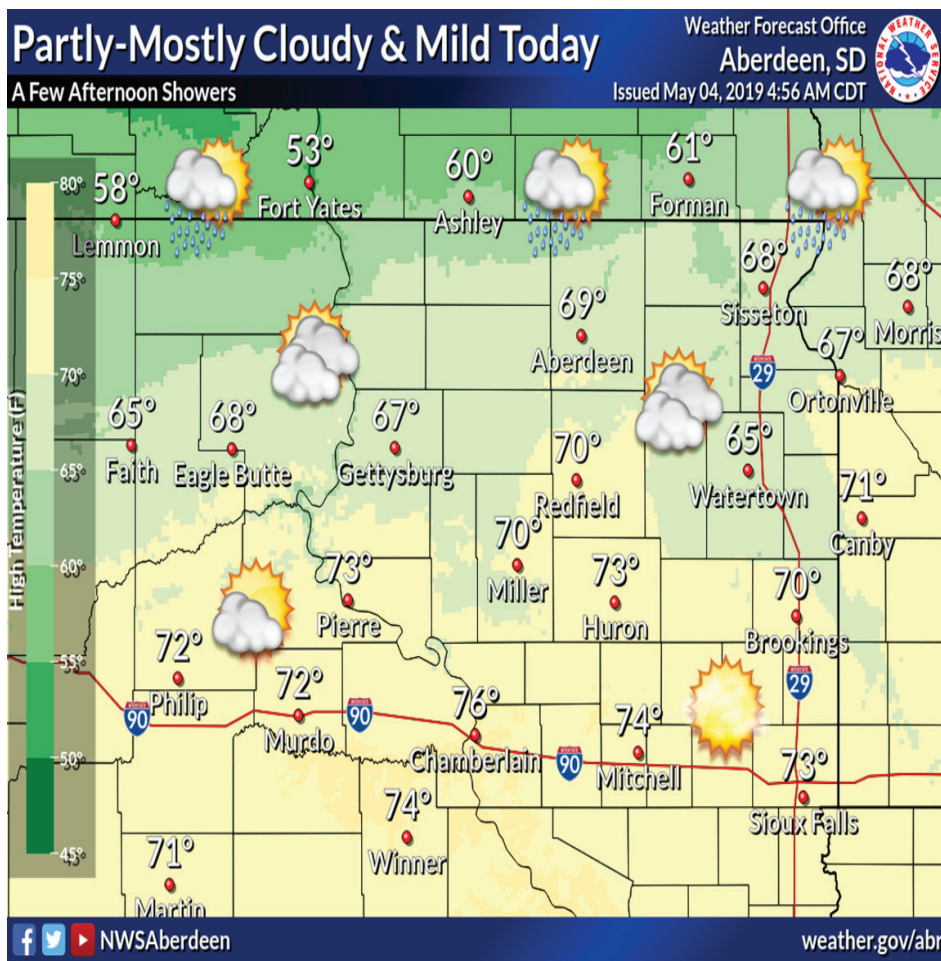 Partly-Mostly Cloudy & Mild Today
Weather Forecast Office
Aberdeen, SD
A Few Afternoon Showers
Issued May 04, 2019 4:56 AM CDT
NATIONAL WEATHER SERVICE
High Temperature (F)
80°
75°
70°
65°
60°
55°
50°
45°
58°
Lemmon
53°
Fort Yates
60°
Ashley
61°
Forman
68°
Sisseton
68°
Morris
69°
Aberdeen
67°
Ortonville
65°
Faith
68°
Eagle Butte
67°
Gettysburg
70°
Redfield
65°
Watertown
71°
Canby
70°
Miller
73°
Pierre
73°
Huron
70°
Brookings
72°
Philip
72°
Murdo
76°
Chamberlain
74°
Mitchell
73°
Sioux Falls
74°
Winner
71°
Martin
29
29
90
90
90
NWSAberdeen
weather.gov/abr